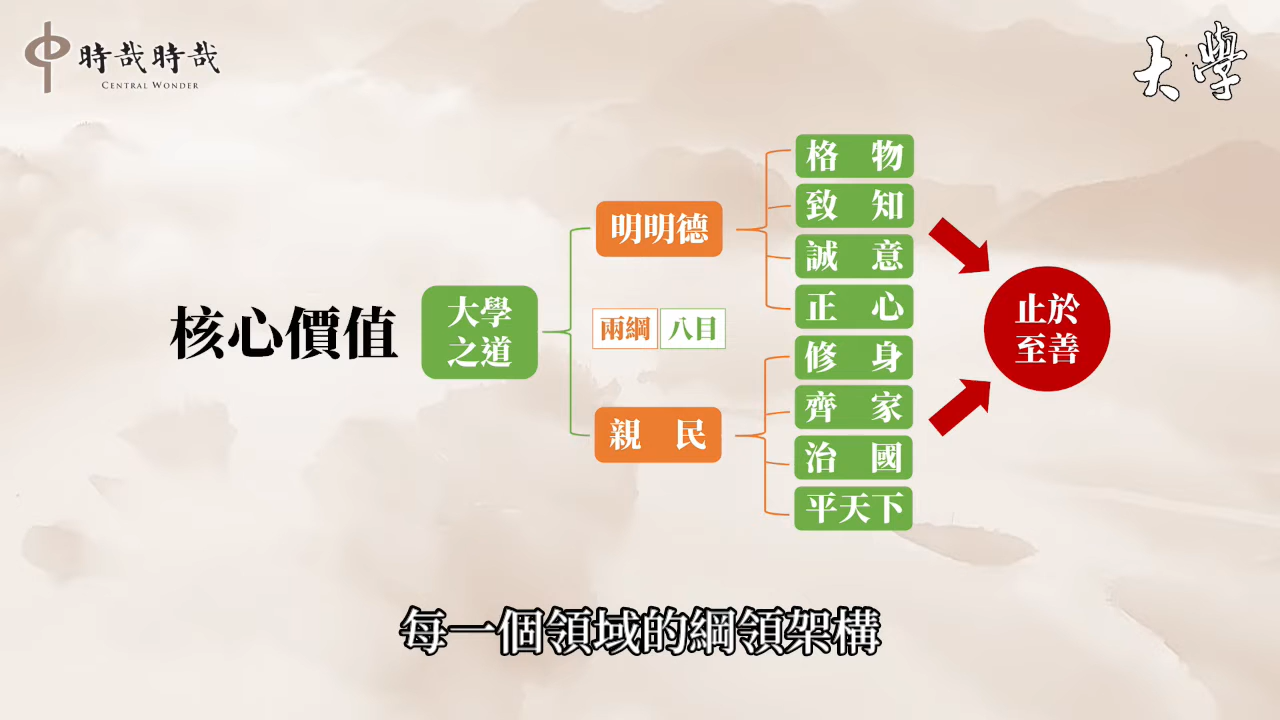 時哉時哉
CENTRAL WONDER
大學
核心價值
大學
之道
明明德
兩綱
八目
親 民
格 物
致 知
誠 意
正 心
修 身
齊 家
治 國
平天下
止於
至善
每一個領域的綱領架構